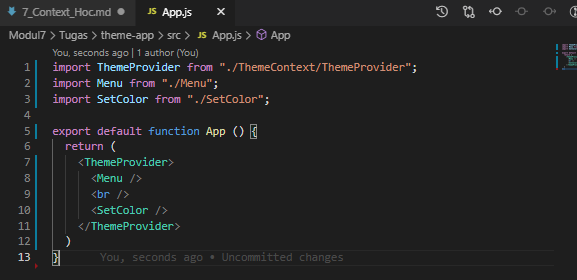 7_Context_Hoc.md JS App.js
Modul7 > Tugas > theme-app > src > JS App.js > App
You, seconds ago | 1 author (You)
1 import ThemeProvider from "./ThemeContext/ThemeProvider";
2 import Menu from "./Menu";
3 import SetColor from "./SetColor";
4
5 export default function App () {
6   return (
7     <ThemeProvider>
8       <Menu />
9       <br />
10       <SetColor />
11     </ThemeProvider>
12   )
13 } You, seconds ago • Uncommitted changes